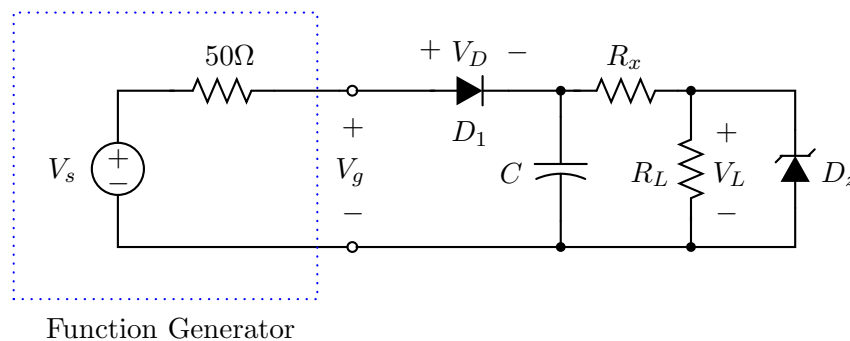 50Ω
+ V_D −
R_x
D_1
V_s
+
−
+
V_g
−
C
R_L
+
V_L
−
D_z
Function Generator